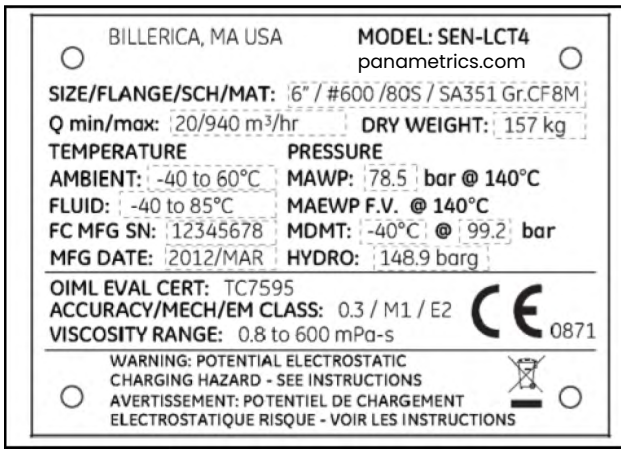 BILLERICA, MA USA MODEL: SEN-LCT4
panametrics.com
SIZE/FLANGE/SCH/MAT: 6" / #600 /80S / SA351 Gr.CF8M
Q min/max: 20/940 m³/hr DRY WEIGHT: 157 kg
TEMPERATURE PRESSURE
AMBIENT: -40 to 60°C MAWP: 78.5 bar @ 140°C
FLUID: -40 to 85°C MAEWP F.V. @ 140°C
FC MFG SN: 12345678 MDMT: -40°C @ 99.2 bar
MFG DATE: 2012/MAR HYDRO: 148.9 barg
OIML EVAL CERT: TC7595
ACCURACY/MECH/EM CLASS: 0.3 / M1 / E2
VISCOSITY RANGE: 0.8 to 600 mPa-s
CE 0871
WARNING: POTENTIAL ELECTROSTATIC
CHARGING HAZARD - SEE INSTRUCTIONS
AVERTISSEMENT: POTENTIEL DE CHARGEMENT
ELECTROSTATIQUE RISQUE - VOIR LES INSTRUCTIONS